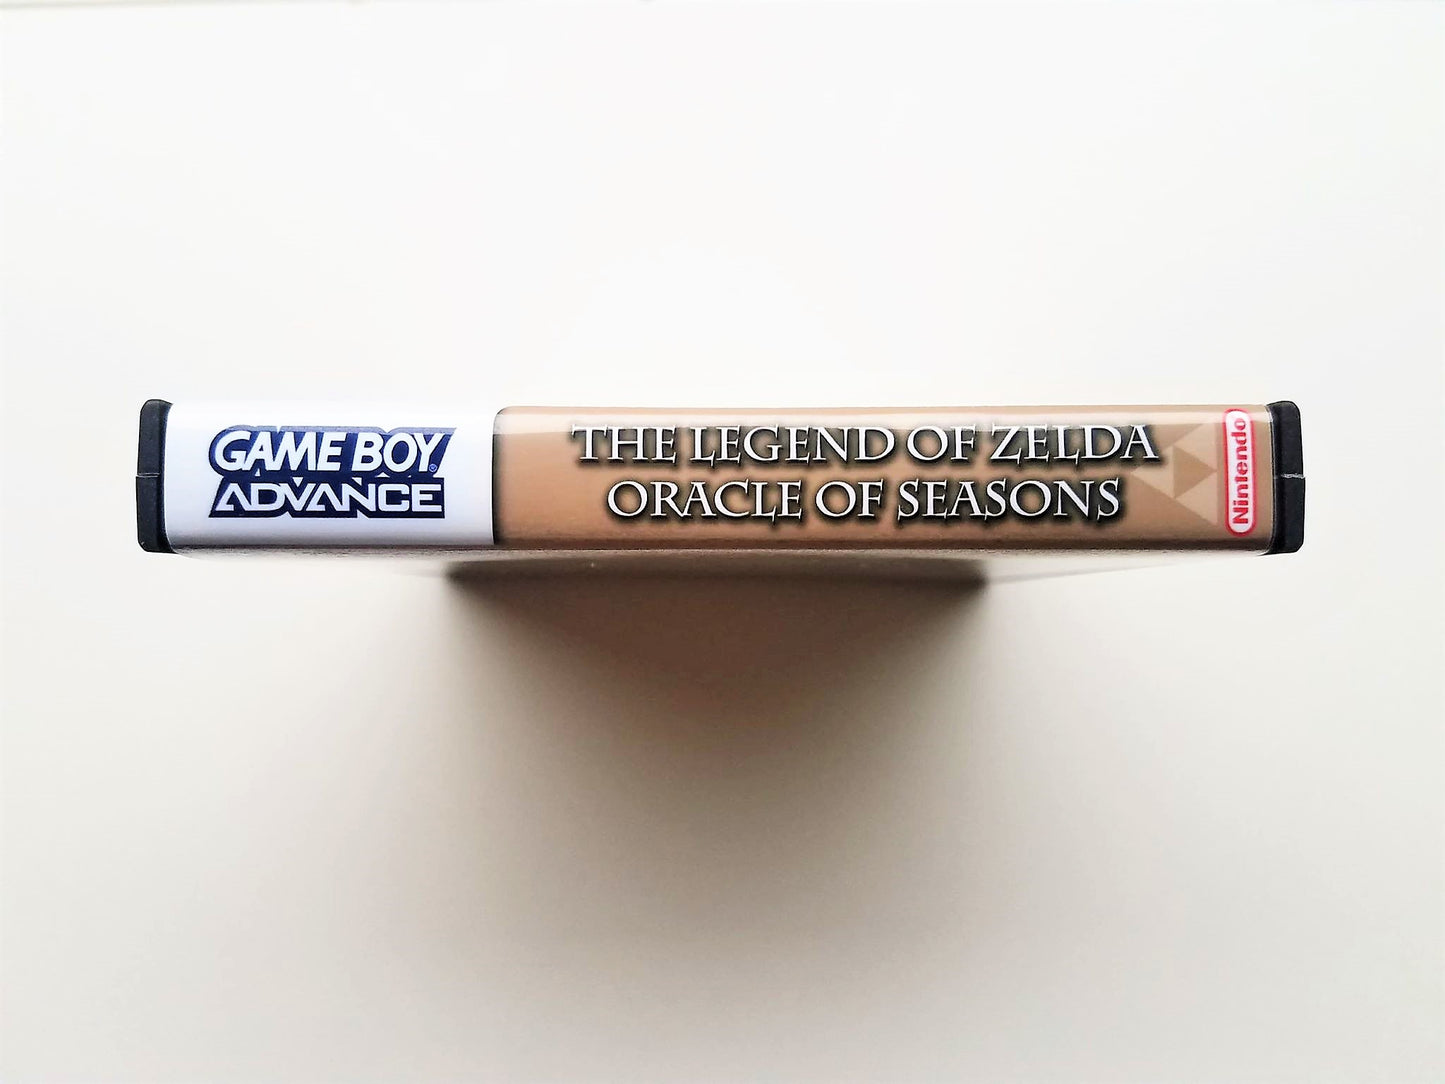 GAME BOY®
ADVANCE
THE LEGEND OF ZELDA
ORACLE OF SEASONS
Nintendo